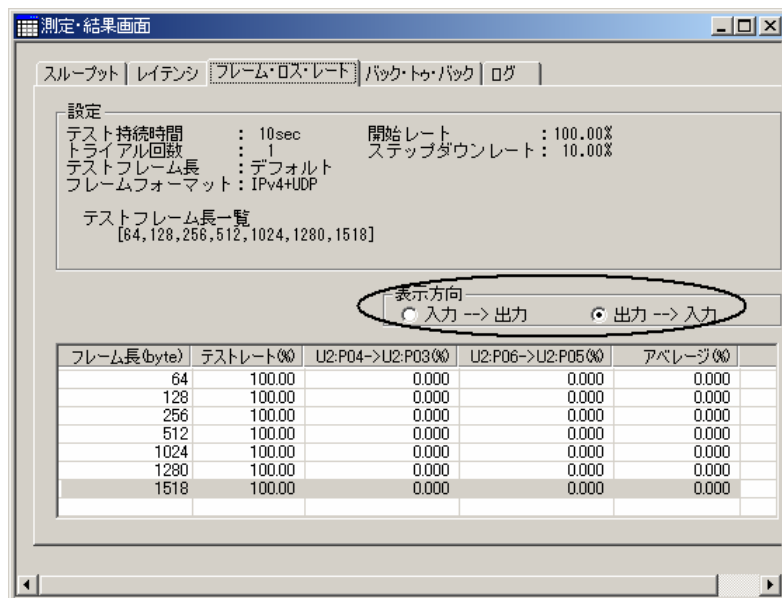 測定・結果画面
スループット レイテンシ フレーム・ロス・レート バック・トゥ・バック ログ
設定
テスト持続時間 : 10sec 開始レート : 100.00%
トライアル回数 : 1 ステップダウンレート : 10.00%
テストフレーム長 : デフォルト
フレームフォーマット : IPv4+UDP
テストフレーム長一覧
[64,128,256,512,1024,1280,1518]
表示方向
入力 --> 出力 出力 --> 入力
フレーム長(byte) テストレート(%) U2:P04->U2:P03(%) U2:P06->U2:P05(%) アベレージ(%)
64 100.00 0.000 0.000 0.000
128 100.00 0.000 0.000 0.000
256 100.00 0.000 0.000 0.000
512 100.00 0.000 0.000 0.000
1024 100.00 0.000 0.000 0.000
1280 100.00 0.000 0.000 0.000
1518 100.00 0.000 0.000 0.000